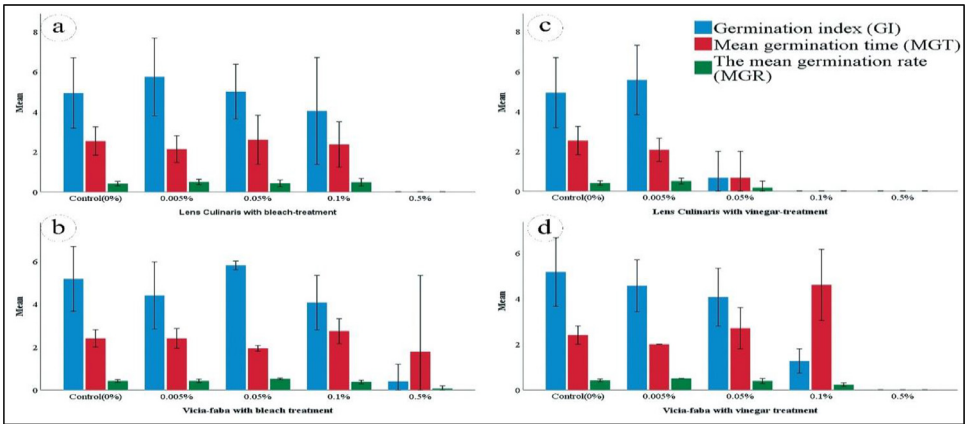 a
8
6
4
2
0
Mean
Control(0%) 0.005% 0.05% 0.1% 0.5%
Lens Culinaris with bleach-treatment
c
Germination index (GI)
Mean germination time (MGT)
The mean germination rate
(MGR)
8
6
4
2
0
Mean
Control(0%) 0.005% 0.05% 0.1% 0.5%
Lens Culinaris with vinegar-treatment
b
6
4
2
0
Mean
Control(0%) 0.005% 0.05% 0.1% 0.5%
Vicia-faba with bleach treatment
d
6
4
2
0
Mean
Control(0%) 0.005% 0.05% 0.1% 0.5%
Vicia-faba with vinegar treatment